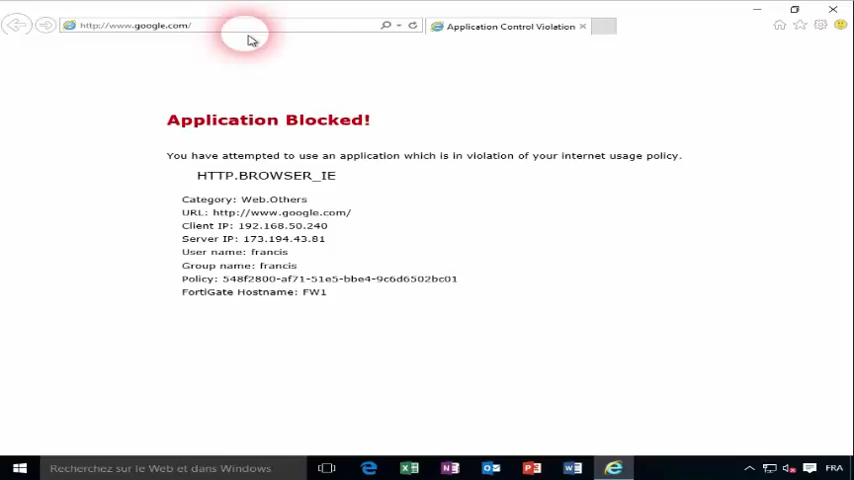 http://www.google.com/
Application Control Violation
Application Blocked!
You have attempted to use an application which is in violation of your internet usage policy.
HTTP.BROWSER_IE
Category: Web.Others
URL: http://www.google.com/
Client IP: 192.168.50.240
Server IP: 173.194.43.81
User name: francis
Group name: francis
Policy: 548f2800-af71-51e5-bbe4-9c6d6502bc01
FortiGate Hostname: FW1
Recherchez sur le Web et dans Windows
FRA